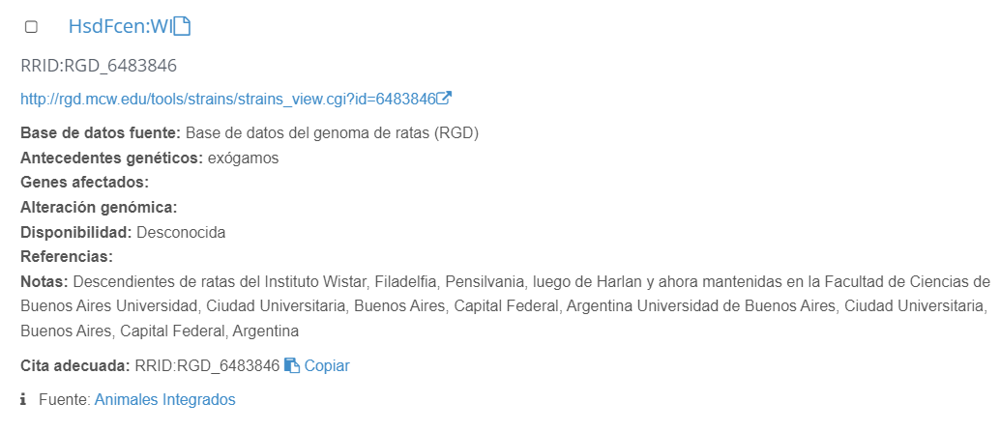 HsdFcen:WI
RRID:RGD_6483846
http://rgd.mcw.edu/tools/strains/strains_view.cgi?id=6483846
Base de datos fuente: Base de datos del genoma de ratas (RGD)
Antecedentes genéticos: exógamos
Genes afectados:
Alteración genómica:
Disponibilidad: Desconocida
Referencias:
Notas: Descendientes de ratas del Instituto Wistar, Filadelfia, Pensilvania, luego de Harlan y ahora mantenidas en la Facultad de Ciencias de
Buenos Aires Universidad, Ciudad Universitaria, Buenos Aires, Capital Federal, Argentina Universidad de Buenos Aires, Ciudad Universitaria,
Buenos Aires, Capital Federal, Argentina
Cita adecuada: RRID:RGD_6483846 Copiar
Fuente: Animales Integrados